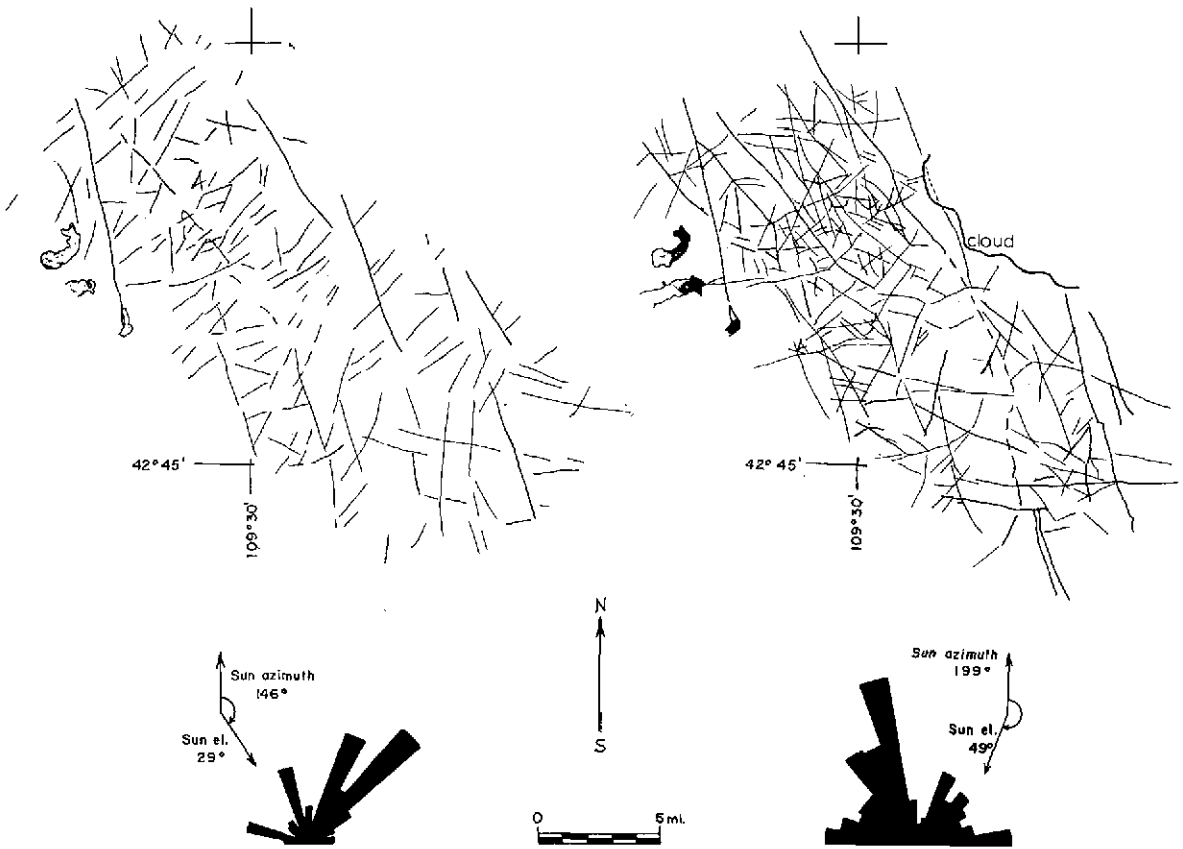 cloud
42° 45'
109° 30'
42° 45'
109° 30'
N
S
Sun azimuth
146°
Sun el.
29°
Sun azimuth
199°
Sun el.
49°
0
5 mi.